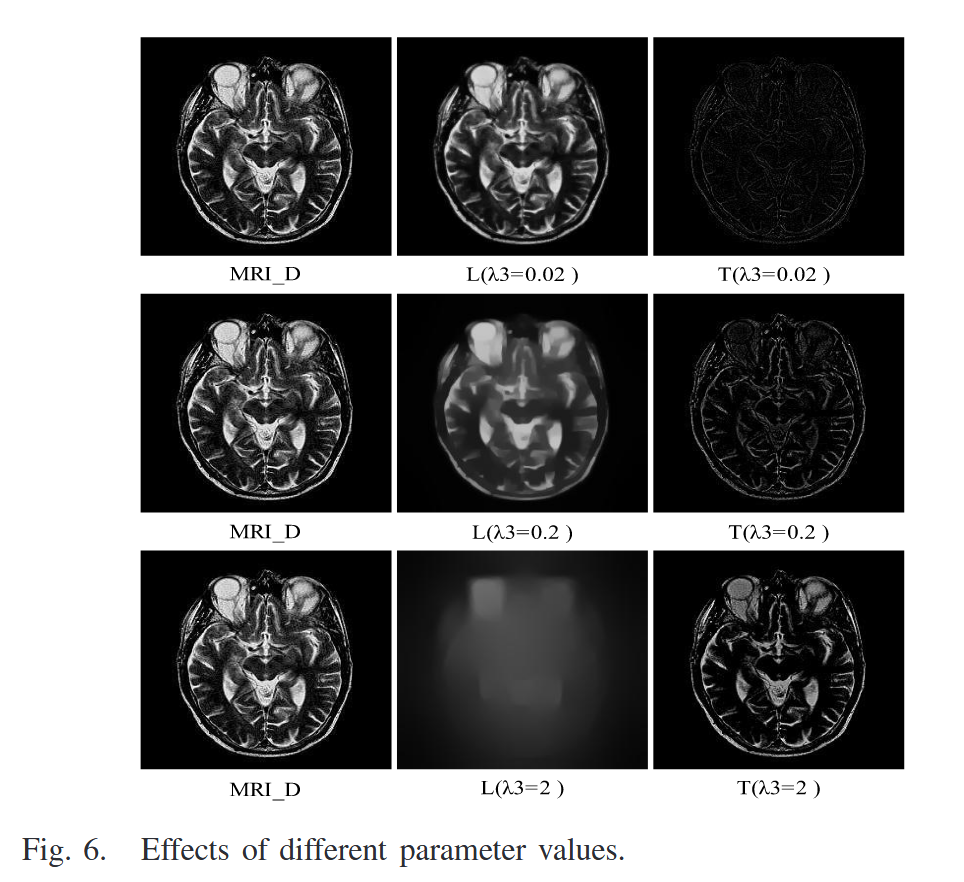 MRI_D
L(λ3=0.02 )
T(λ3=0.02 )
MRI_D
L(λ3=0.2 )
T(λ3=0.2 )
MRI_D
L(λ3=2 )
T(λ3=2 )
Fig. 6. Effects of different parameter values.